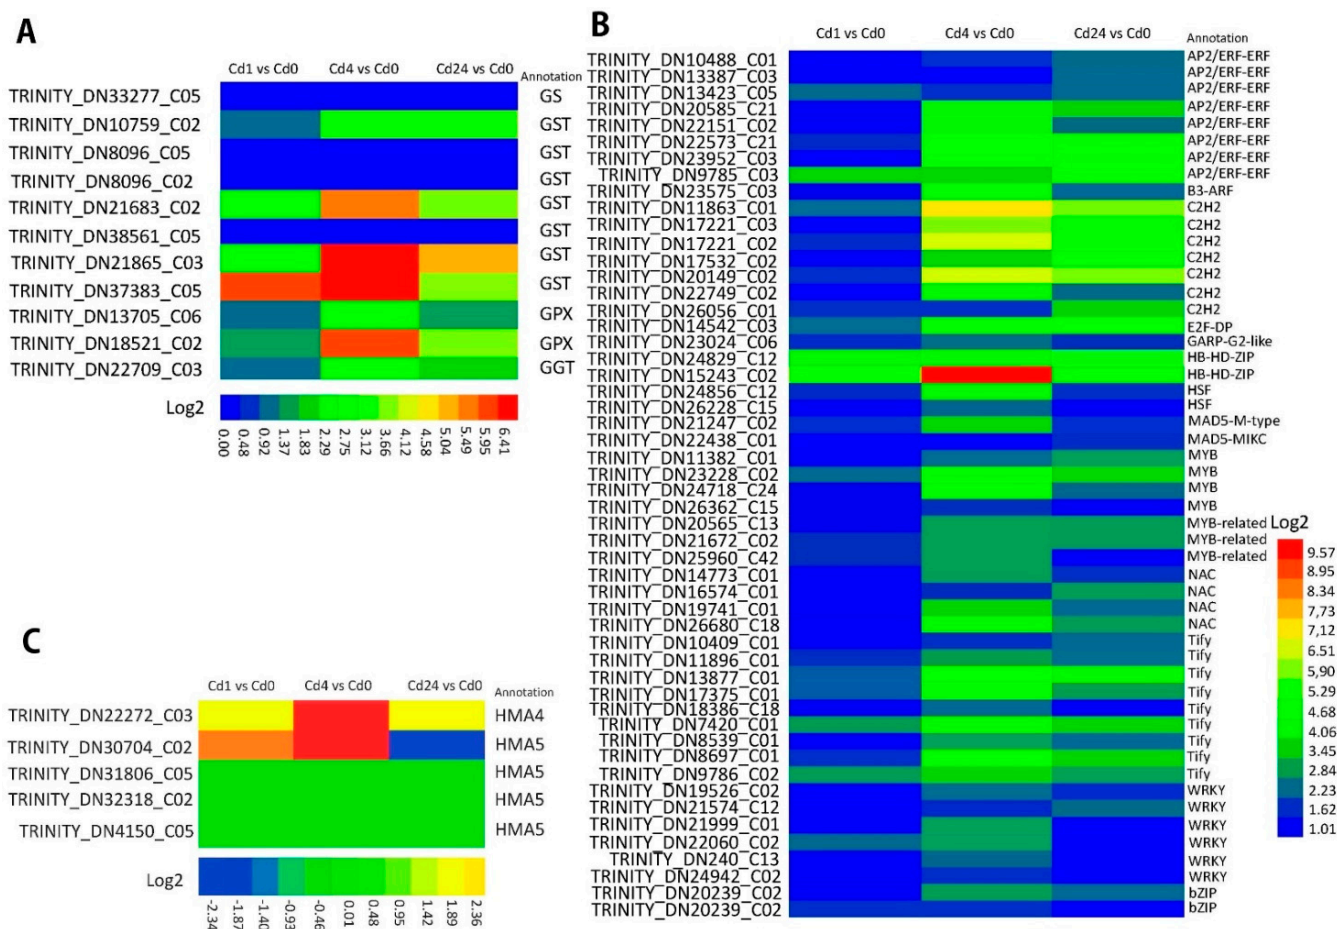 A
Cd1 vs Cd0 Cd4 vs Cd0 Cd24 vs Cd0 Annotation
TRINITY_DN33277_C05 GS
TRINITY_DN10759_C02 GST
TRINITY_DN8096_C05 GST
TRINITY_DN8096_C02 GST
TRINITY_DN21683_C02 GST
TRINITY_DN38561_C05 GST
TRINITY_DN21865_C03 GST
TRINITY_DN37383_C05 GST
TRINITY_DN13705_C06 GPX
TRINITY_DN18521_C02 GPX
TRINITY_DN22709_C03 GGT
Log2
0.00 0.48 0.92 1.37 1.83 2.29 2.75 3.12 3.66 4.12 4.58 5.04 5.49 5.95 6.41
B
Cd1 vs Cd0 Cd4 vs Cd0 Cd24 vs Cd0 Annotation
TRINITY_DN10488_C01 AP2/ERF-ERF
TRINITY_DN13387_C03 AP2/ERF-ERF
TRINITY_DN13423_C05 AP2/ERF-ERF
TRINITY_DN20585_C21 AP2/ERF-ERF
TRINITY_DN22151_C02 AP2/ERF-ERF
TRINITY_DN22573_C21 AP2/ERF-ERF
TRINITY_DN23952_C03 AP2/ERF-ERF
TRINITY_DN9785_C03 AP2/ERF-ERF
TRINITY_DN23575_C03 B3-ARF
TRINITY_DN11863_C01 C2H2
TRINITY_DN17221_C03 C2H2
TRINITY_DN17221_C02 C2H2
TRINITY_DN17532_C02 C2H2
TRINITY_DN20149_C02 C2H2
TRINITY_DN22749_C02 C2H2
TRINITY_DN26056_C01 C2H2
TRINITY_DN14542_C03 E2F-DP
TRINITY_DN23024_C06 GARP-G2-like
TRINITY_DN24829_C12 HB-HD-ZIP
TRINITY_DN15243_C02 HB-HD-ZIP
TRINITY_DN24856_C12 HSF
TRINITY_DN26228_C15 HSF
TRINITY_DN21247_C02 MAD5-M-type
TRINITY_DN22438_C01 MAD5-MIKC
TRINITY_DN11382_C01 MYB
TRINITY_DN23228_C02 MYB
TRINITY_DN24718_C24 MYB
TRINITY_DN26362_C15 MYB
TRINITY_DN20565_C13 MYB-related
TRINITY_DN21672_C02 MYB-related
TRINITY_DN25960_C42 MYB-related
TRINITY_DN14773_C01 NAC
TRINITY_DN16574_C01 NAC
TRINITY_DN19741_C01 NAC
TRINITY_DN26680_C18 NAC
TRINITY_DN10409_C01 Tify
TRINITY_DN11896_C01 Tify
TRINITY_DN13877_C01 Tify
TRINITY_DN17375_C01 Tify
TRINITY_DN18386_C18 Tify
TRINITY_DN7420_C01 Tify
TRINITY_DN8539_C01 Tify
TRINITY_DN8697_C01 Tify
TRINITY_DN9786_C02 Tify
TRINITY_DN19526_C02 WRKY
TRINITY_DN21574_C12 WRKY
TRINITY_DN21999_C01 WRKY
TRINITY_DN22060_C02 WRKY
TRINITY_DN240_C13 WRKY
TRINITY_DN24942_C02 WRKY
TRINITY_DN20239_C02 bZIP
TRINITY_DN20239_C02 bZIP
Log2
9.57
8.95
8.34
7,73
7,12
6.51
5,90
5.29
4.68
4.06
3.45
2.84
2.23
1.62
1.01
C
Cd1 vs Cd0 Cd4 vs Cd0 Cd24 vs Cd0 Annotation
TRINITY_DN22272_C03 HMA4
TRINITY_DN30704_C02 HMA5
TRINITY_DN31806_C05 HMA5
TRINITY_DN32318_C02 HMA5
TRINITY_DN4150_C05 HMA5
Log2
-2.34 -1.87 -1.40 -0.93 -0.46 0.01 0.48 0.95 1.42 1.89 2.36